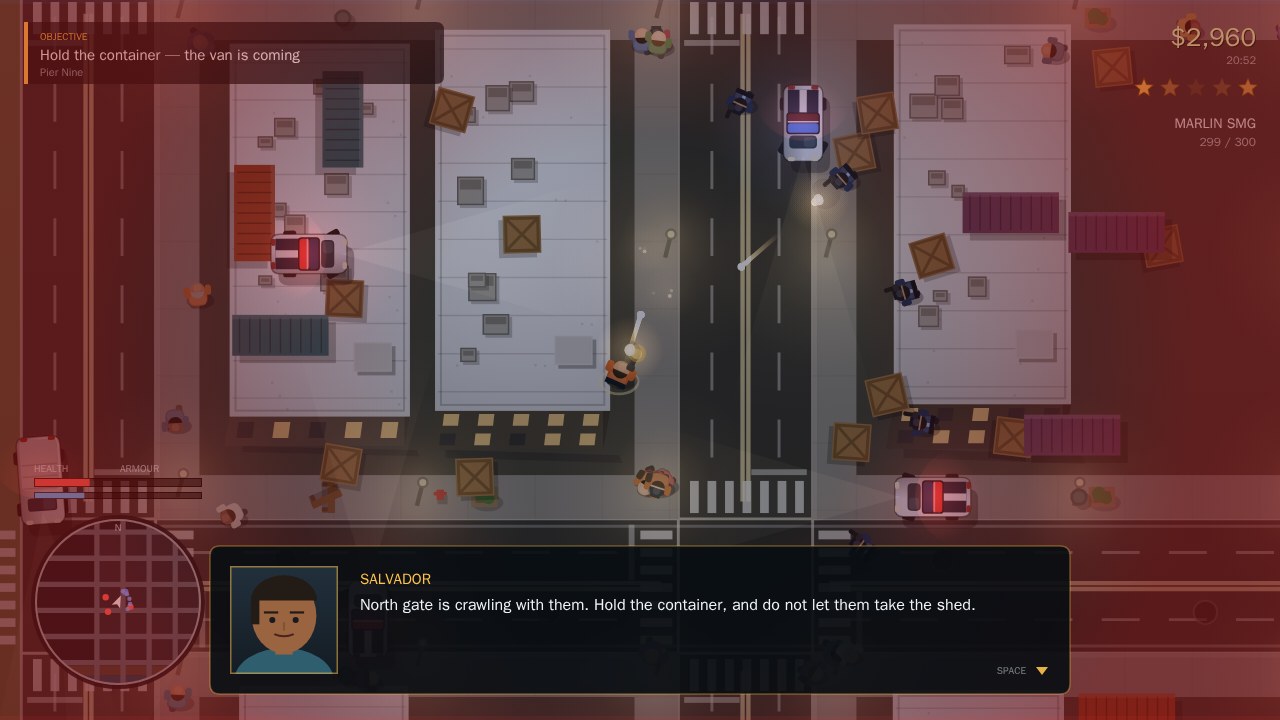 OBJECTIVE
Hold the container — the van is coming
Pier Nine
$2,960
20:52
MARLIN SMG
299 / 300
HEALTH
ARMOUR
N
SALVADOR
North gate is crawling with them. Hold the container, and do not let them take the shed.
SPACE